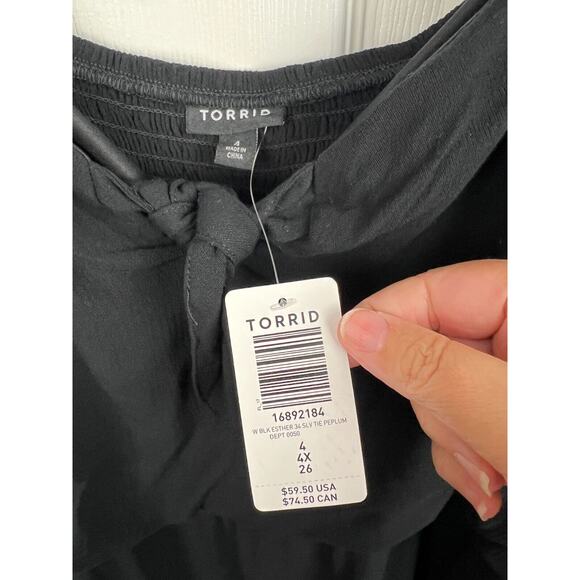 TORRID
4
MADE IN
CHINA
TORRID
16892184
W BLK ESTHER 34 SLV TIE PEPLUM
DEPT 0050
4
4X
26
$59.50 USA
$74.50 CAN